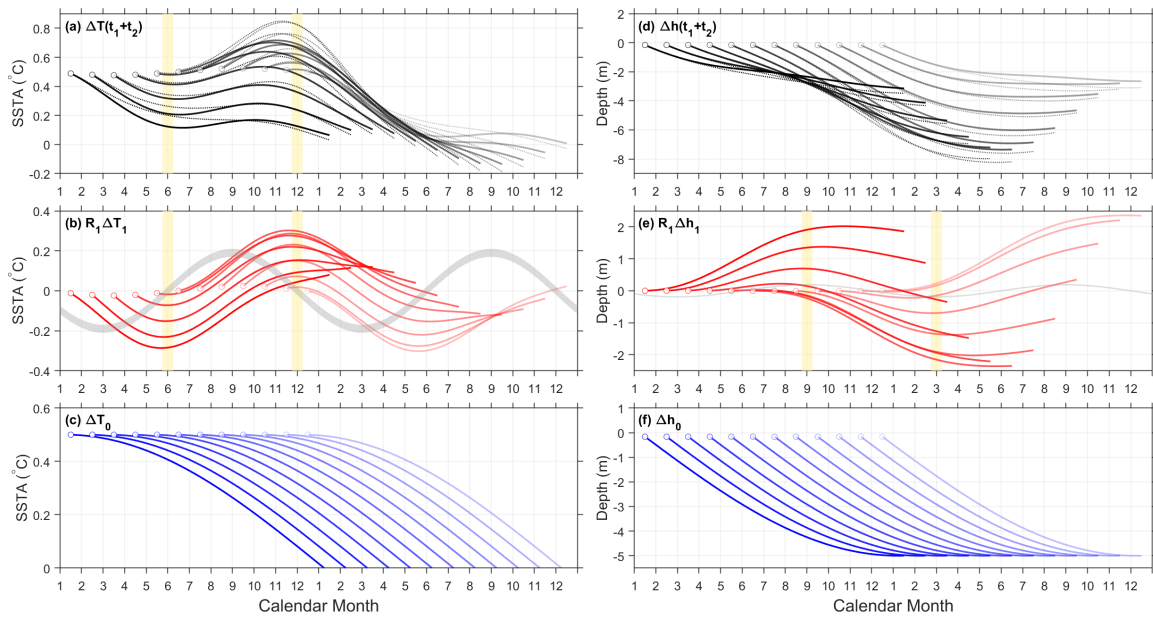 (a) ΔT(t1+t2)
SSTA (°C)
0.8
0.6
0.4
0.2
0
-0.2
1 2 3 4 5 6 7 8 9 10 11 12 1 2 3 4 5 6 7 8 9 10 11 12
(b) R1ΔT1
SSTA (°C)
0.4
0.2
0
-0.2
-0.4
1 2 3 4 5 6 7 8 9 10 11 12 1 2 3 4 5 6 7 8 9 10 11 12
(c) ΔT0
SSTA (°C)
0.6
0.4
0.2
0
1 2 3 4 5 6 7 8 9 10 11 12 1 2 3 4 5 6 7 8 9 10 11 12
Calendar Month
(d) Δh(t1+t2)
Depth (m)
2
0
-2
-4
-6
-8
1 2 3 4 5 6 7 8 9 10 11 12 1 2 3 4 5 6 7 8 9 10 11 12
(e) R1Δh1
Depth (m)
2
1
0
-1
-2
1 2 3 4 5 6 7 8 9 10 11 12 1 2 3 4 5 6 7 8 9 10 11 12
(f) Δh0
Depth (m)
1
0
-1
-2
-3
-4
-5
1 2 3 4 5 6 7 8 9 10 11 12 1 2 3 4 5 6 7 8 9 10 11 12
Calendar Month